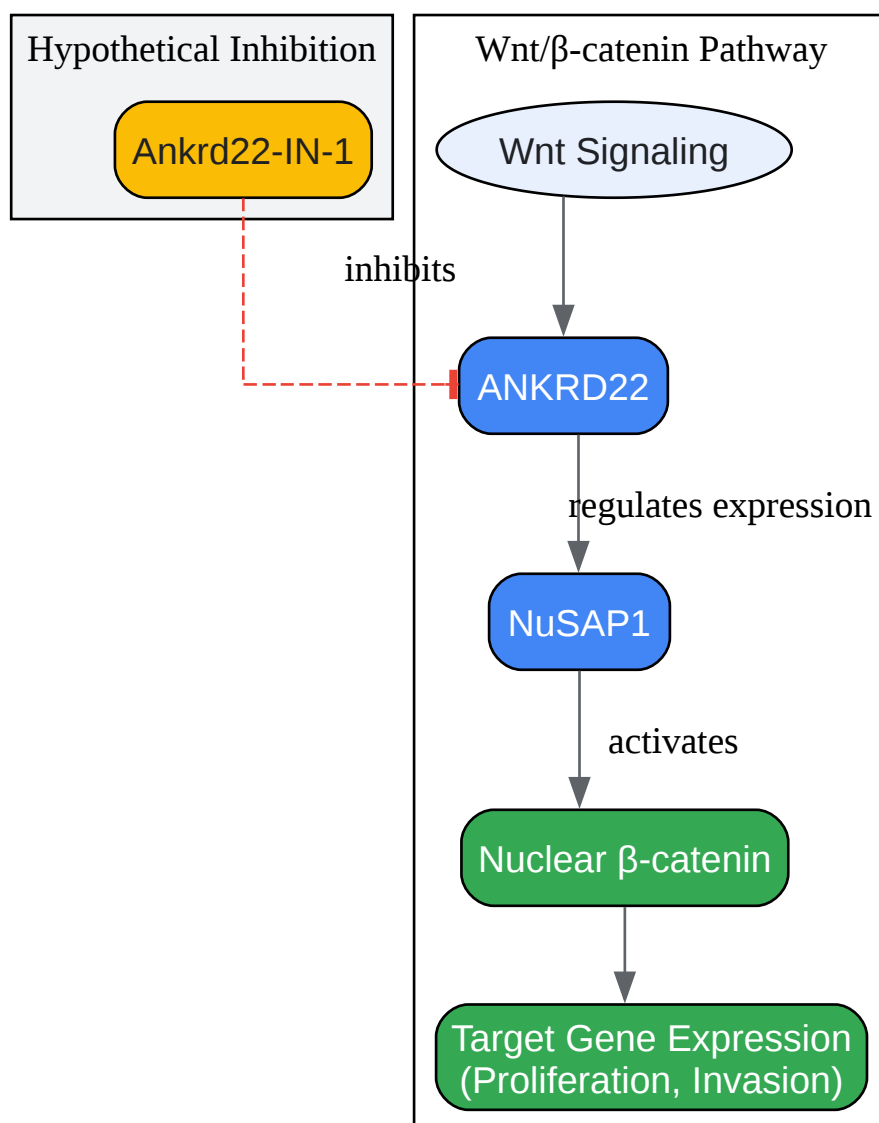 Hypothetical Inhibition
Ankrd22-IN-1
Wnt/β-catenin Pathway
Wnt Signaling
inhibits
ANKRD22
regulates expression
NuSAP1
activates
Nuclear β-catenin
Target Gene Expression
(Proliferation, Invasion)